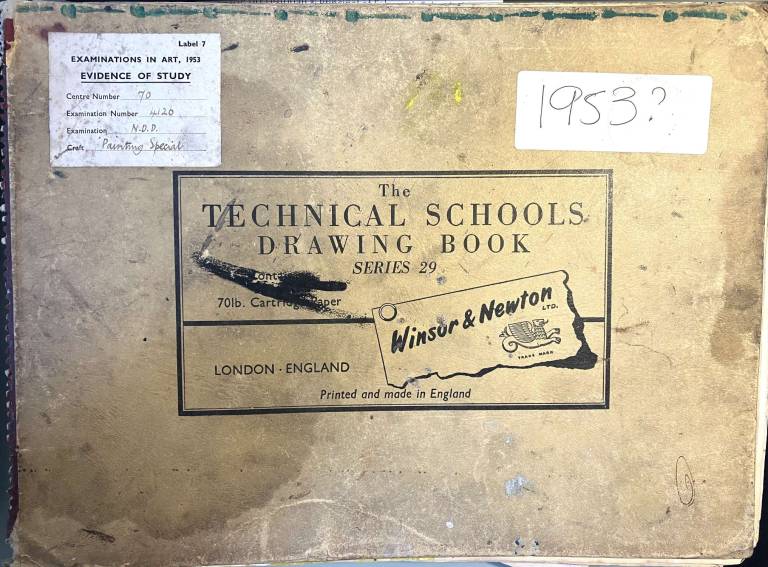 Label 7
EXAMINATIONS IN ART, 1953
EVIDENCE OF STUDY
Centre Number 70
Examination Number 4120
Examination N.D.D.
Craft Painting Special
1953?
The
TECHNICAL SCHOOLS
DRAWING BOOK
SERIES 29
70lb. Cartridge Paper
Winsor & Newton
LTD.
TRADE MARK
LONDON · ENGLAND
Printed and made in England